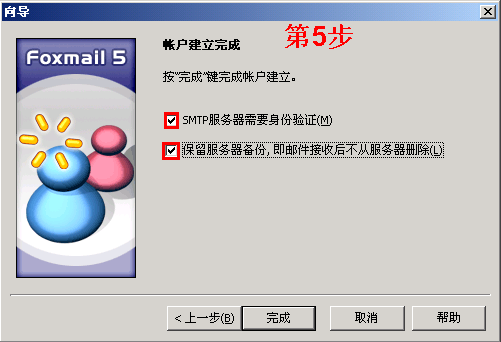 向导
第5步
Foxmail 5
帐户建立完成
按"完成"键完成帐户建立。
SMTP服务器需要身份验证(M)
保留服务器备份, 即邮件接收后不从服务器删除(L)
< 上一步(B)
完成
取消
帮助